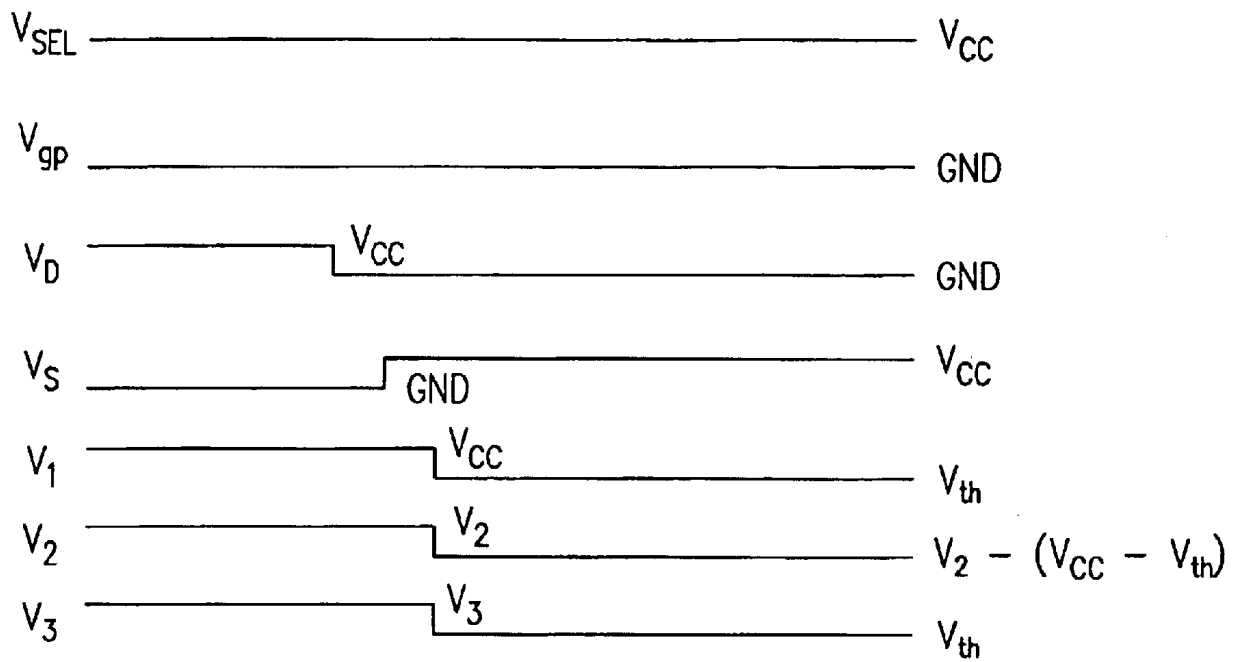 V_SEL V_CC
V_gp GND
V_D V_CC GND
V_S GND V_CC
V_1 V_CC V_th
V_2 V_2 V_2 - (V_CC - V_th)
V_3 V_3 V_th